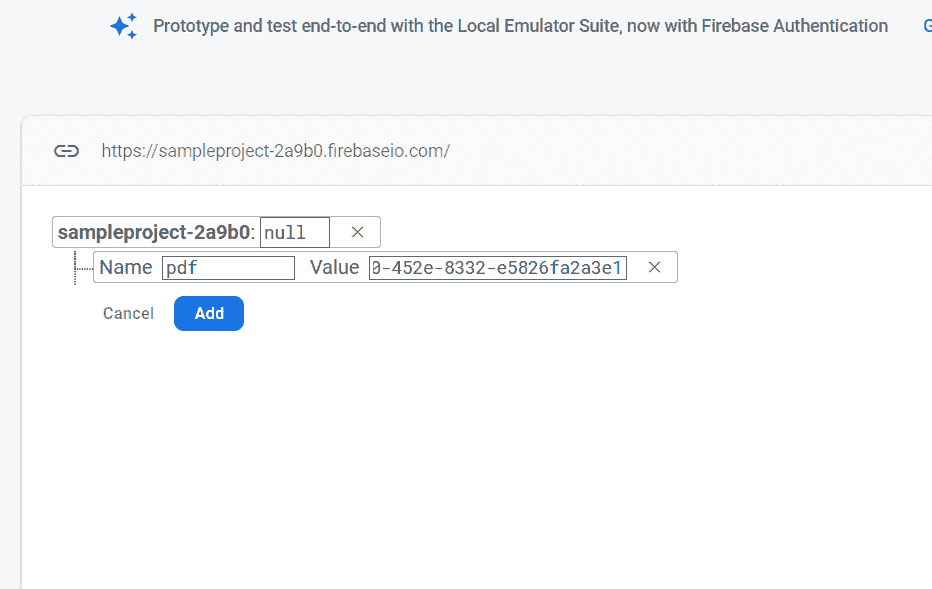 Prototype and test end-to-end with the Local Emulator Suite, now with Firebase Authentication G
https://sampleproject-2a9b0.firebaseio.com/
sampleproject-2a9b0: null
Name pdf Value 0-452e-8332-e5826fa2a3e1
Cancel Add